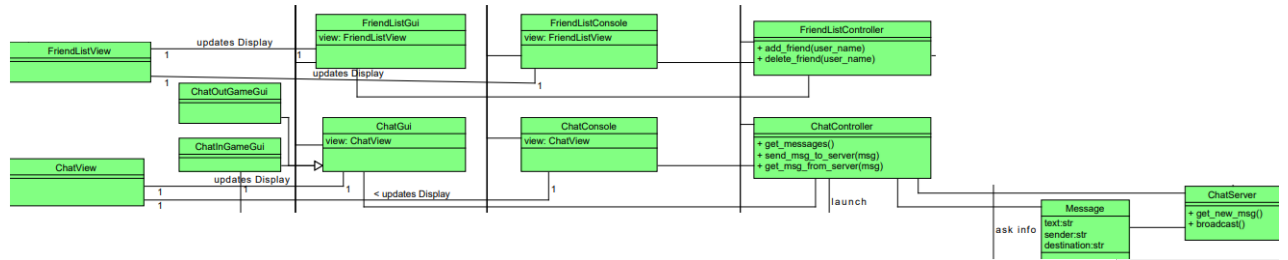 FriendListGui
view: FriendListView
FriendListConsole
view: FriendListView
FriendListController
+ add_friend(user_name)
+ delete_friend(user_name)
FriendListView
updates Display
1
1
updates Display
1
1
ChatOutGameGui
ChatInGameGui
ChatGui
view: ChatView
ChatConsole
view: ChatView
ChatController
+ get_messages()
+ send_msg_to_server(msg)
+ get_msg_from_server(msg)
ChatView
updates Display
1
1
1
< updates Display
1
1
launch
ask info
Message
text:str
sender:str
destination:str
ChatServer
+ get_new_msg()
+ broadcast()